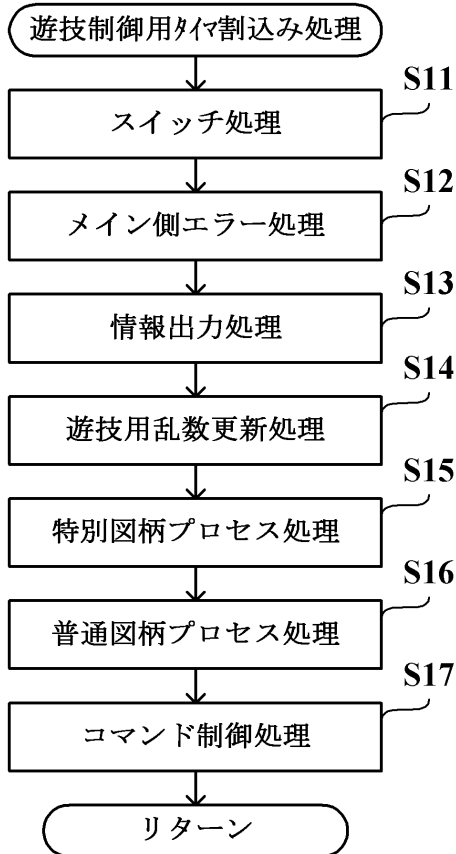 遊技制御用ﾀｲﾏ割込み処理
S11
スイッチ処理
S12
メイン側エラー処理
S13
情報出力処理
S14
遊技用乱数更新処理
S15
特別図柄プロセス処理
S16
普通図柄プロセス処理
S17
コマンド制御処理
リターン